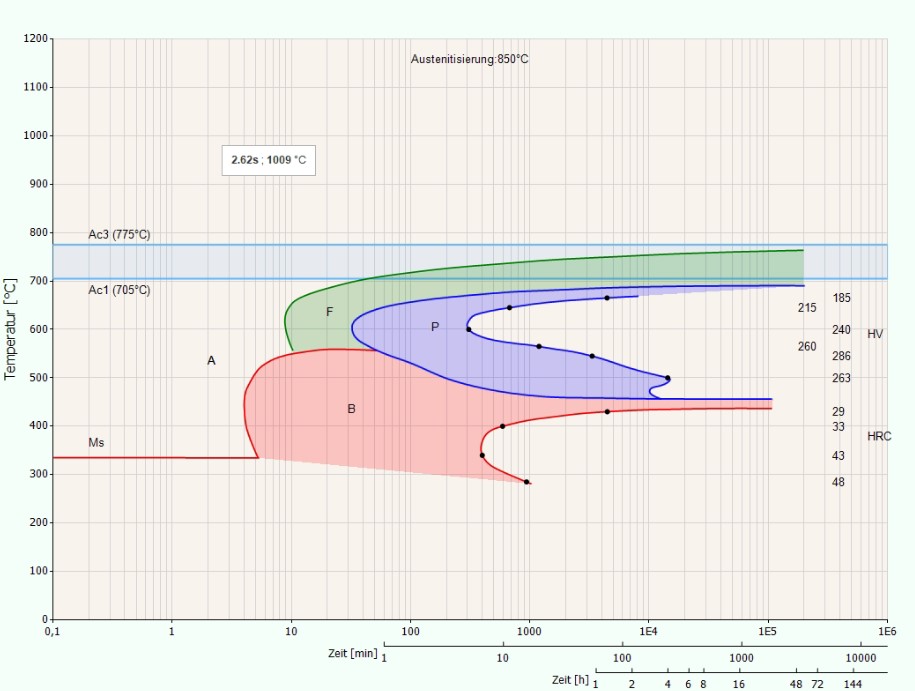 1200
Austenitisierung:850°C
1100
1000
2.62s ; 1009 °C
900
800
Ac3 (775°C)
700
Ac1 (705°C)
185
215
F
P
HV
600
240
260
286
A
500
263
B
29
400
33
HRC
Ms
43
300
48
200
100
0
Temperatur [°C]
0,1 1 10 100 1000 1E4 1E5 1E6
Zeit [min] 1 10 100 1000 10000
Zeit [h] 1 2 4 6 8 16 48 72 144